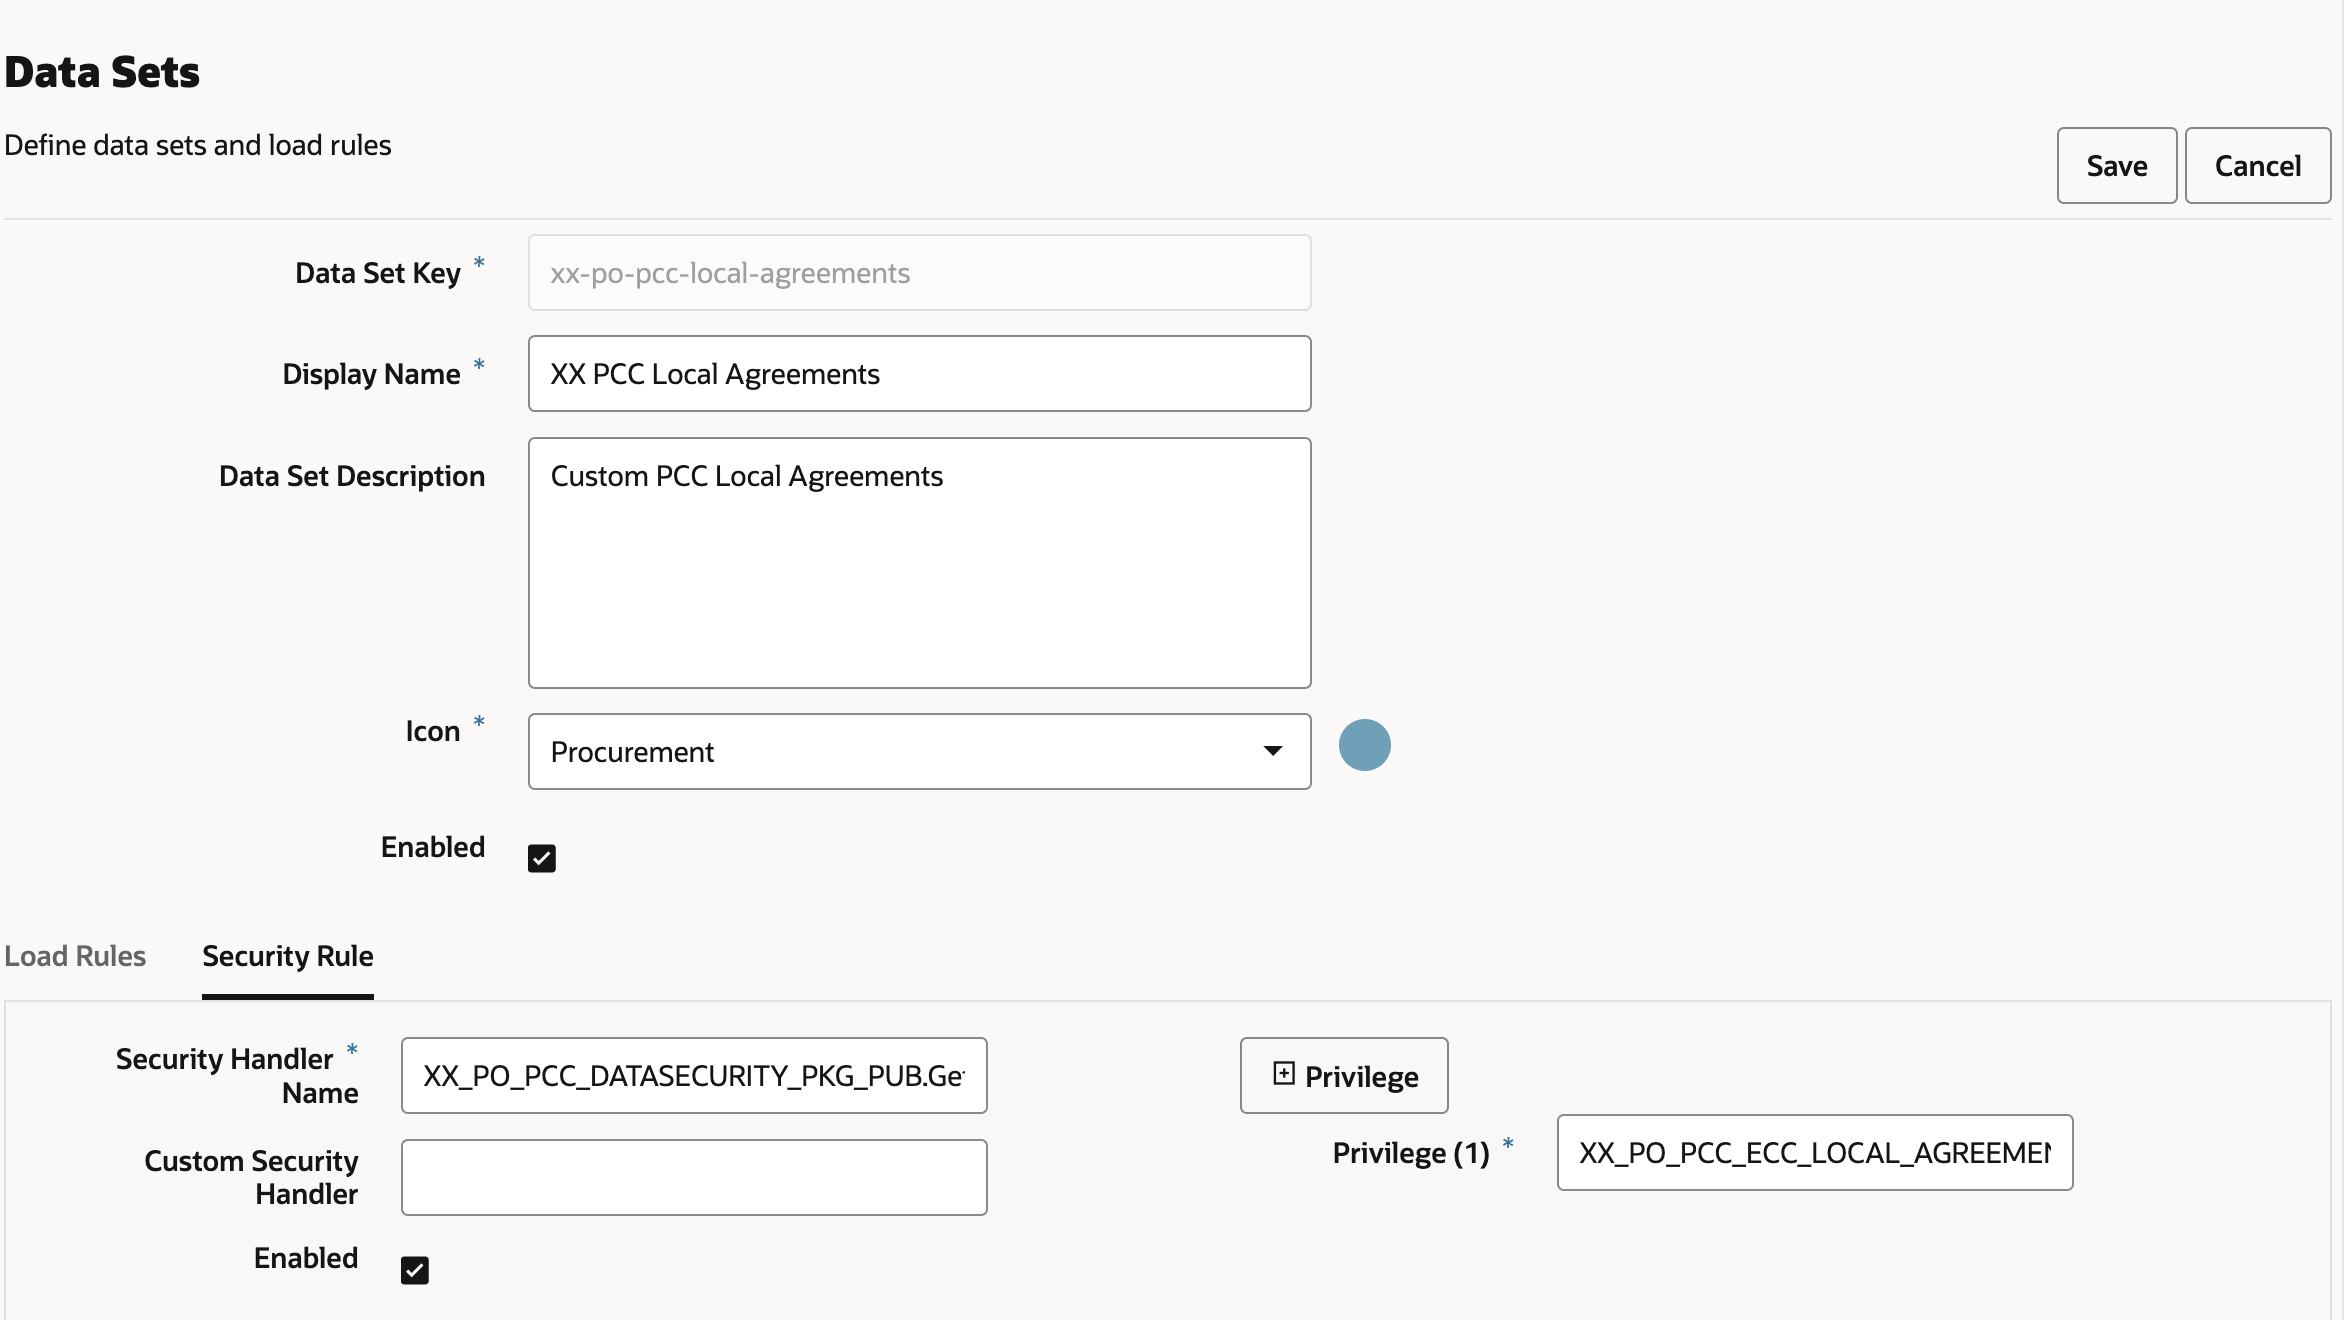 Data Sets
Define data sets and load rules
Save
Cancel
Data Set Key *
xx-po-pcc-local-agreements
Display Name *
XX PCC Local Agreements
Data Set Description
Custom PCC Local Agreements
Icon *
Procurement
Enabled
Load Rules
Security Rule
Security Handler *
Name
XX_PO_PCC_DATASECURITY_PKG_PUB.Ge
Privilege
Privilege (1) *
XX_PO_PCC_ECC_LOCAL_AGREEMEN
Custom Security
Handler
Enabled